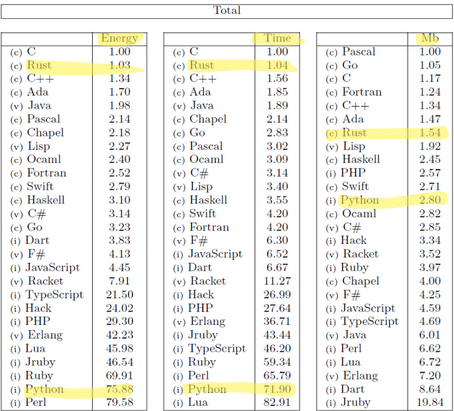 Total
Energy
(c) C 1.00
(c) Rust 1.03
(c) C++ 1.34
(c) Ada 1.70
(v) Java 1.98
(c) Pascal 2.14
(c) Chapel 2.18
(v) Lisp 2.27
(c) Ocaml 2.40
(c) Fortran 2.52
(c) Swift 2.79
(c) Haskell 3.10
(v) C# 3.14
(c) Go 3.23
(i) Dart 3.83
(v) F# 4.13
(i) JavaScript 4.45
(v) Racket 7.91
(i) TypeScript 21.50
(i) Hack 24.02
(i) PHP 29.30
(v) Erlang 42.23
(i) Lua 45.98
(i) Jruby 46.54
(i) Ruby 69.91
(i) Python 75.88
(i) Perl 79.58
Time
(c) C 1.00
(c) Rust 1.04
(c) C++ 1.56
(c) Ada 1.85
(v) Java 1.89
(c) Chapel 2.14
(c) Go 2.83
(c) Pascal 3.02
(c) Ocaml 3.09
(v) C# 3.14
(v) Lisp 3.40
(c) Haskell 3.55
(c) Swift 4.20
(c) Fortran 4.20
(v) F# 6.30
(i) JavaScript 6.52
(i) Dart 6.67
(v) Racket 11.27
(i) Hack 26.99
(i) PHP 27.64
(v) Erlang 36.71
(i) Jruby 43.44
(i) TypeScript 46.20
(i) Ruby 59.34
(i) Perl 65.79
(i) Python 71.90
(i) Lua 82.91
Mb
(c) Pascal 1.00
(c) Go 1.05
(c) C 1.17
(c) Fortran 1.24
(c) C++ 1.34
(c) Ada 1.47
(c) Rust 1.54
(v) Lisp 1.92
(c) Haskell 2.45
(i) PHP 2.57
(c) Swift 2.71
(i) Python 2.80
(c) Ocaml 2.82
(v) C# 2.85
(i) Hack 3.34
(v) Racket 3.52
(i) Ruby 3.97
(c) Chapel 4.00
(v) F# 4.25
(i) JavaScript 4.59
(i) TypeScript 4.69
(v) Java 6.01
(i) Perl 6.62
(i) Lua 6.72
(v) Erlang 7.20
(i) Dart 8.64
(i) Jruby 19.84